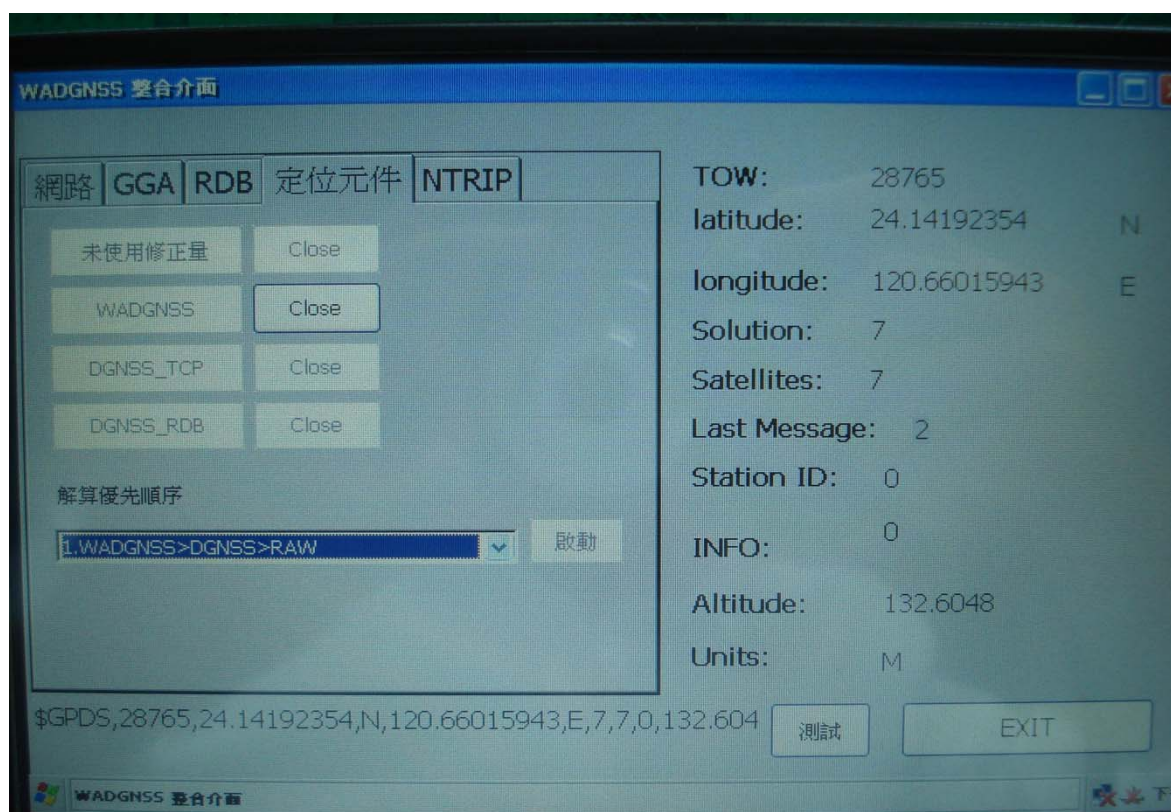 WADGNSS 整合介面
網路 GGA RDB 定位元件 NTRIP
未使用修正量 Close
WADGNSS Close
DGNSS_TCP Close
DGNSS_RDB Close
解算優先順序
1.WADGNSS>DGNSS>RAW 啟動
TOW: 28765
latitude: 24.14192354 N
longitude: 120.66015943 E
Solution: 7
Satellites: 7
Last Message: 2
Station ID: 0
INFO: 0
Altitude: 132.6048
Units: M
$GPDS,28765,24.14192354,N,120.66015943,E,7,7,0,132.604
測試 EXIT
WADGNSS 整合介面 下